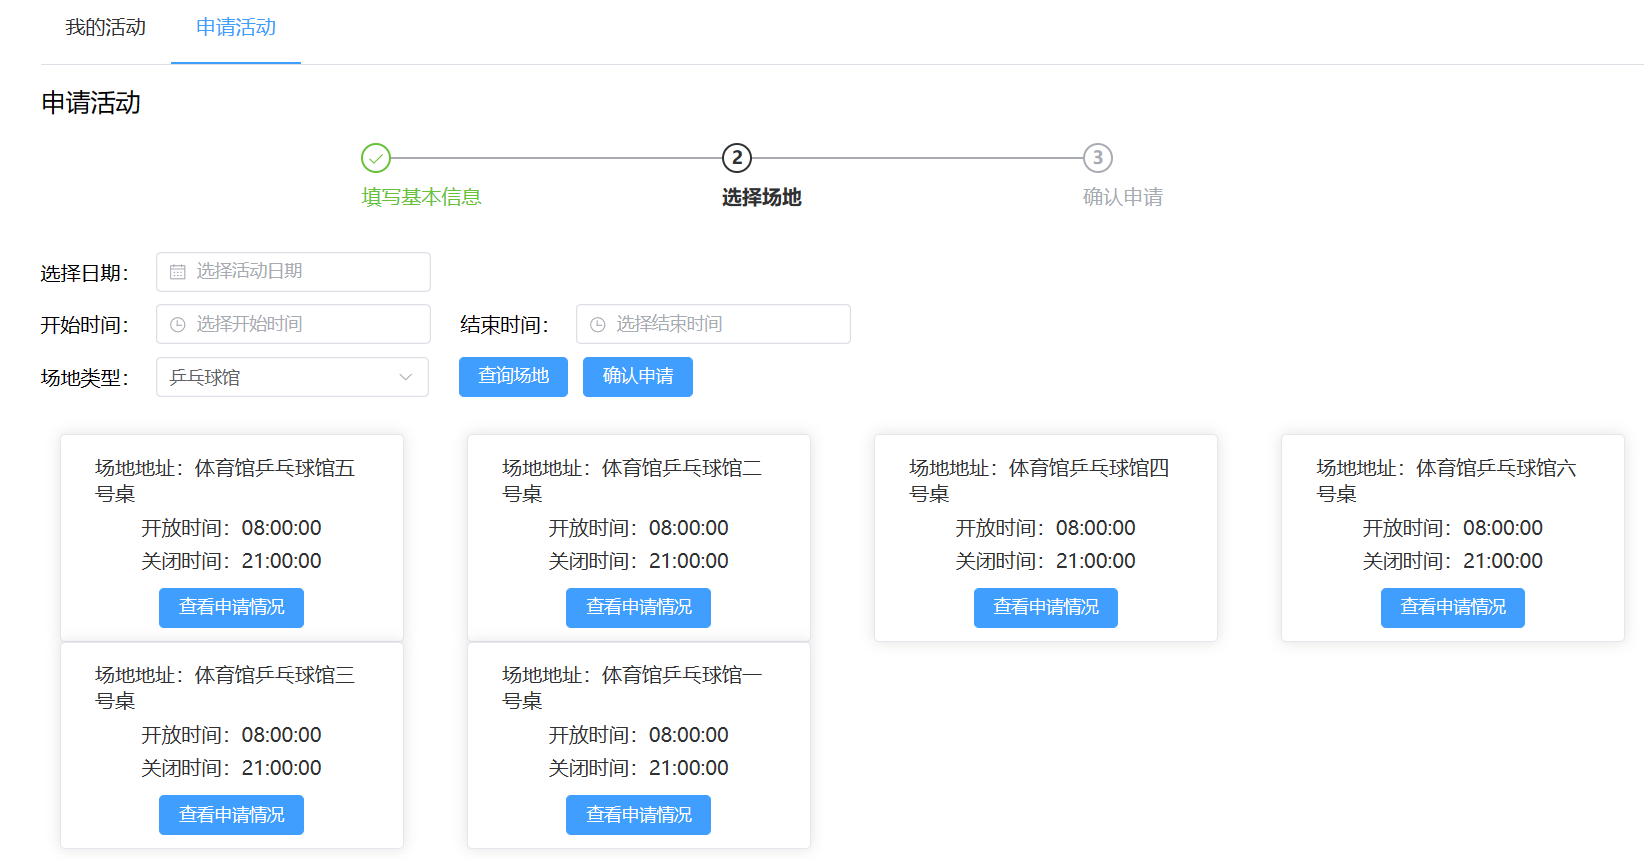 我的活动 申请活动
申请活动
2 3
填写基本信息 选择场地 确认申请
选择日期： 选择活动日期
开始时间： 选择开始时间 结束时间： 选择结束时间
场地类型： 乒乓球馆 查询场地 确认申请
场地地址：体育馆乒乓球馆五
号桌
开放时间：08:00:00
关闭时间：21:00:00
查看申请情况
场地地址：体育馆乒乓球馆二
号桌
开放时间：08:00:00
关闭时间：21:00:00
查看申请情况
场地地址：体育馆乒乓球馆四
号桌
开放时间：08:00:00
关闭时间：21:00:00
查看申请情况
场地地址：体育馆乒乓球馆六
号桌
开放时间：08:00:00
关闭时间：21:00:00
查看申请情况
场地地址：体育馆乒乓球馆三
号桌
开放时间：08:00:00
关闭时间：21:00:00
查看申请情况
场地地址：体育馆乒乓球馆一
号桌
开放时间：08:00:00
关闭时间：21:00:00
查看申请情况